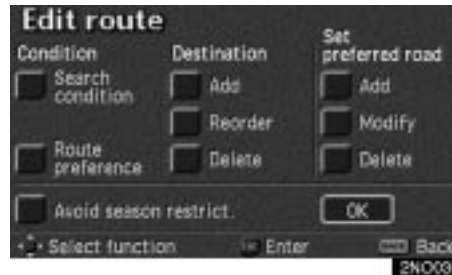 Edit route
Condition
Destination
Set
preferred road
Search
condition
Add
Add
Reorder
Modify
Route
preference
Delete
Delete
Avoid season restrict.
OK
Select function
Enter
Back